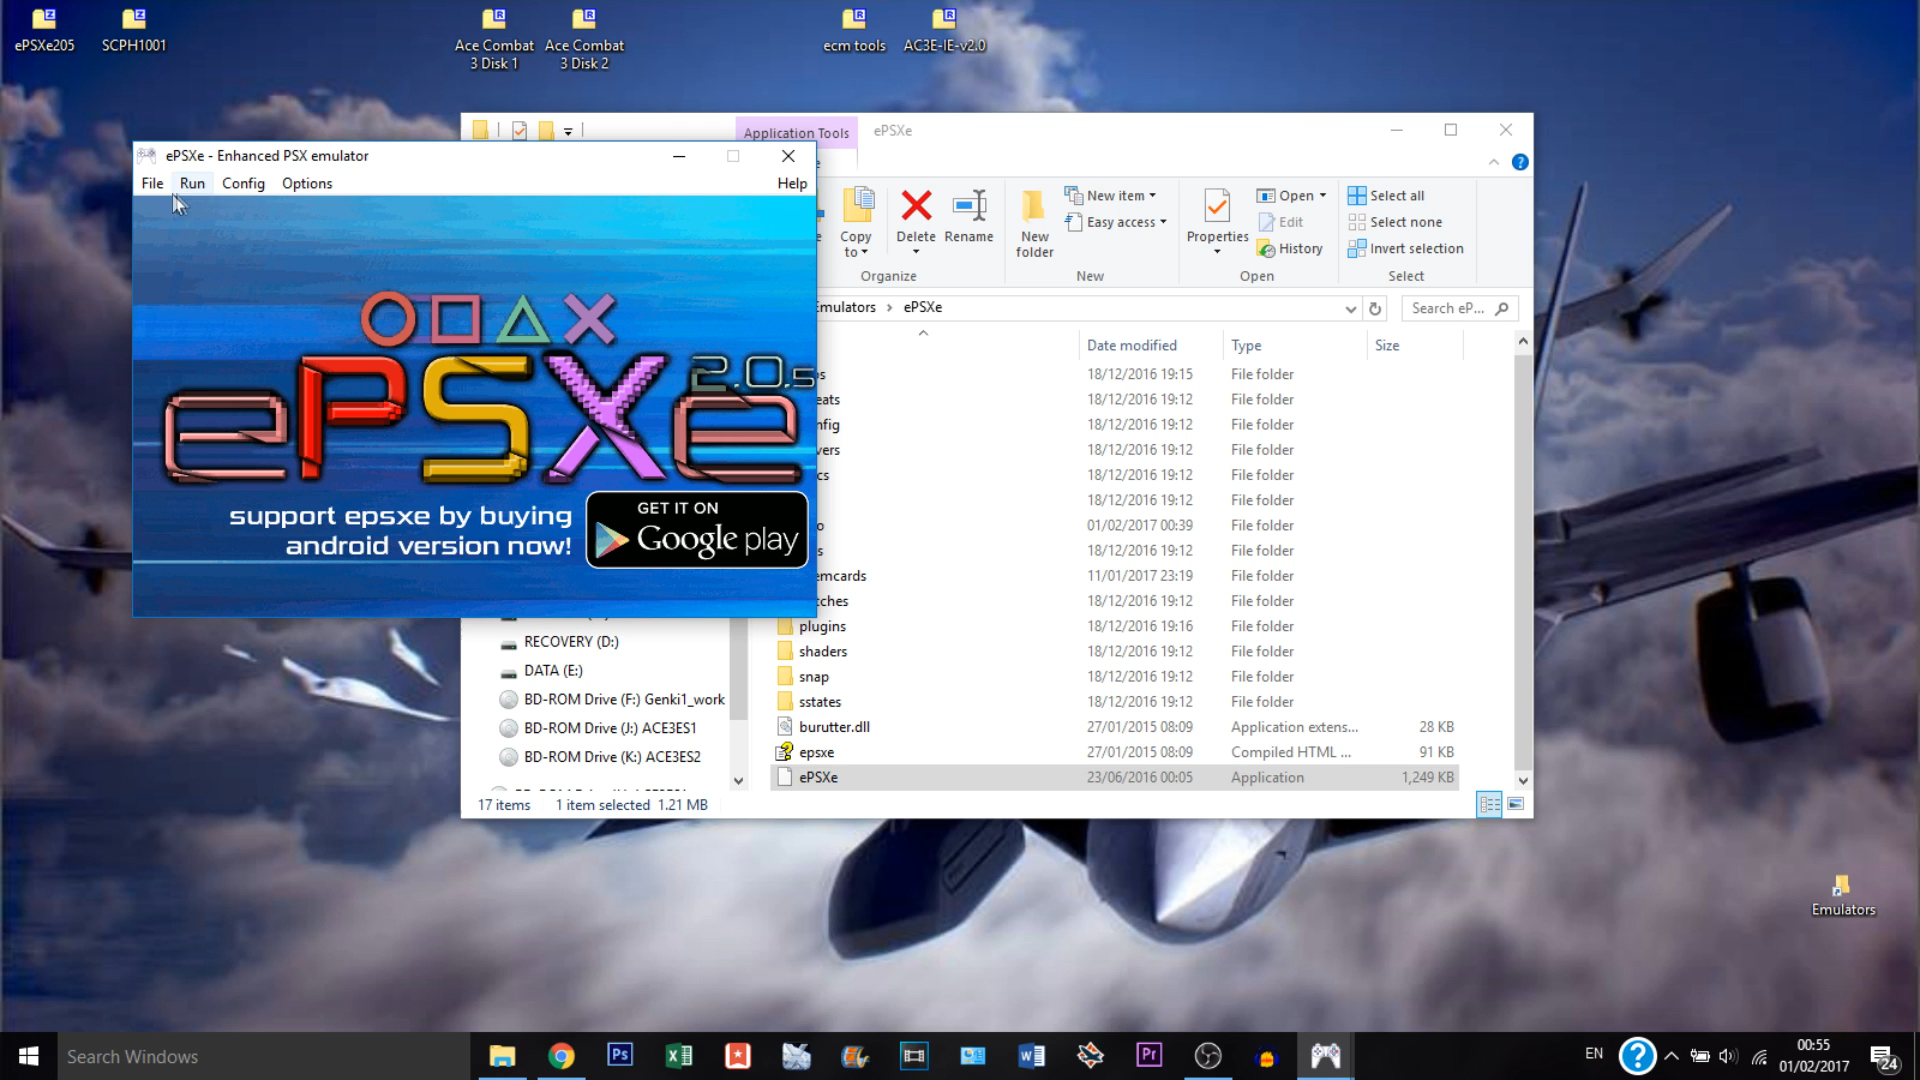 ePSXe205
SCPH1001
Ace Combat
3 Disk 1
Ace Combat
3 Disk 2
ecm tools
AC3E-IE-v2.0
Application Tools
ePSXe
ePSXe - Enhanced PSX emulator
File
Run
Config
Options
Help
2.0.5
ePSXe
support epsxe by buying
android version now!
GET IT ON
Google play
Copy
to
Delete
Rename
Organize
New
folder
New item
Easy access
New
Properties
Open
Edit
History
Open
Select all
Select none
Invert selection
Select
Emulators
ePSXe
Search eP...
Date modified
Type
Size
18/12/2016 19:15
File folder
18/12/2016 19:12
File folder
18/12/2016 19:12
File folder
18/12/2016 19:12
File folder
18/12/2016 19:12
File folder
18/12/2016 19:12
File folder
01/02/2017 00:39
File folder
18/12/2016 19:12
File folder
emcards
11/01/2017 23:19
File folder
18/12/2016 19:12
File folder
plugins
18/12/2016 19:16
File folder
shaders
18/12/2016 19:12
File folder
snap
18/12/2016 19:12
File folder
sstates
18/12/2016 19:12
File folder
burutter.dll
27/01/2015 08:09
Application extens...
28 KB
epsxe
27/01/2015 08:09
Compiled HTML ...
91 KB
ePSXe
23/06/2016 00:05
Application
1,249 KB
RECOVERY (D:)
DATA (E:)
BD-ROM Drive (F:) Genki1_work
BD-ROM Drive (J:) ACE3ES1
BD-ROM Drive (K:) ACE3ES2
17 items
1 item selected 1.21 MB
Emulators
Search Windows
Ps
Pr
EN
00:55
01/02/2017
24